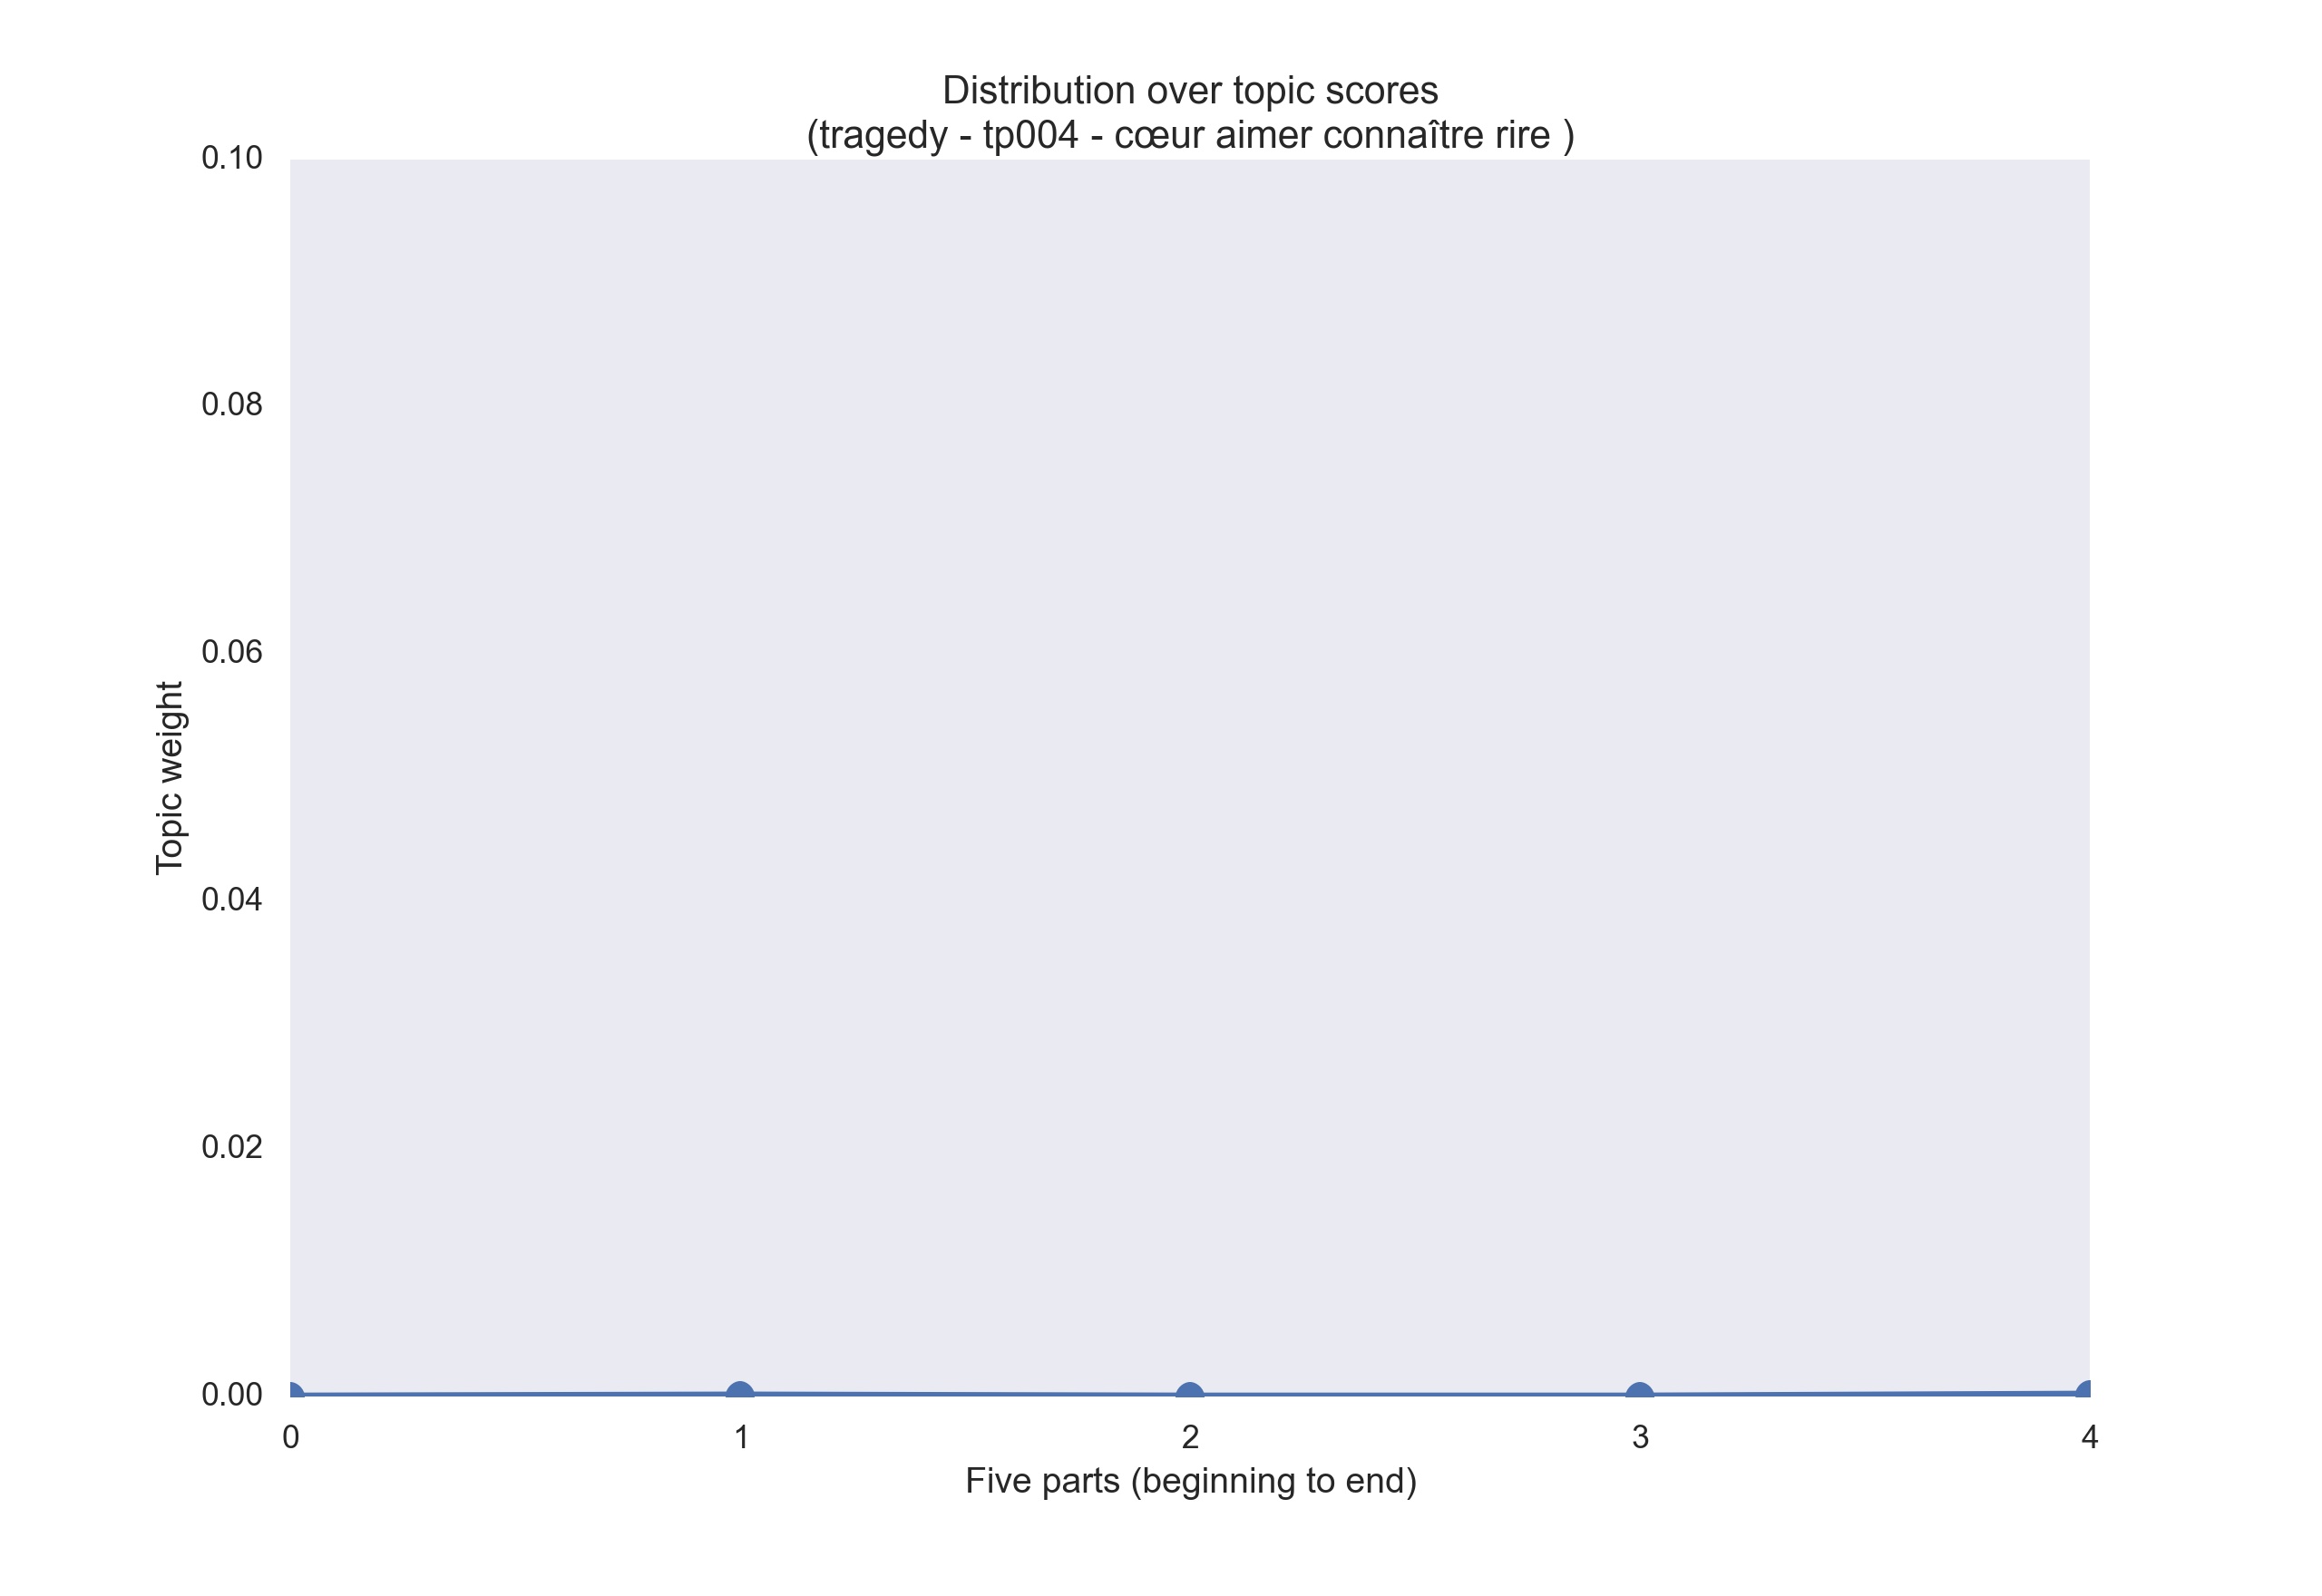 Distribution over topic scores
(tragedy - tp004 - cœur aimer connaître rire )
0.10
0.08
0.06
0.04
0.02
0.00
Topic weight
0 1 2 3 4
Five parts (beginning to end)